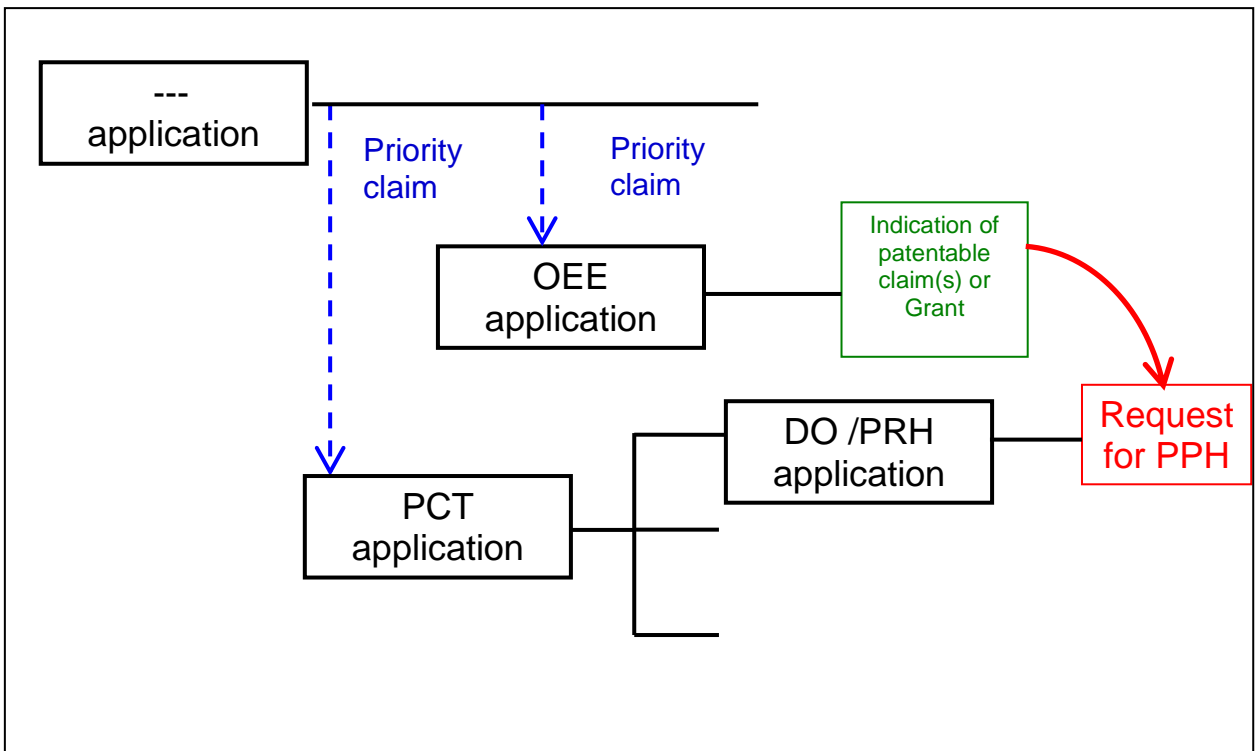 ---
application
Priority
claim
Priority
claim
OEE
application
Indication of
patentable
claim(s) or
Grant
DO /PRH
application
Request
for PPH
PCT
application